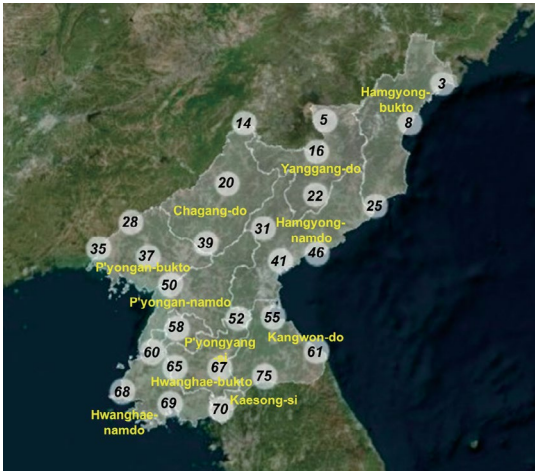 3
Hamgyong-
bukto
5
8
14
16
Yanggang-do
20
22
Chagang-do
25
28
31
Hamgyong-
namdo
39
35
37
P'yongan-bukto
46
41
50
P'yongan-namdo
52
55
58
P'yongyang
Kangwon-do
60
61
65
67
Hwanghae-bukto
75
68
69
70
Kaesong-si
Hwanghae-
namdo